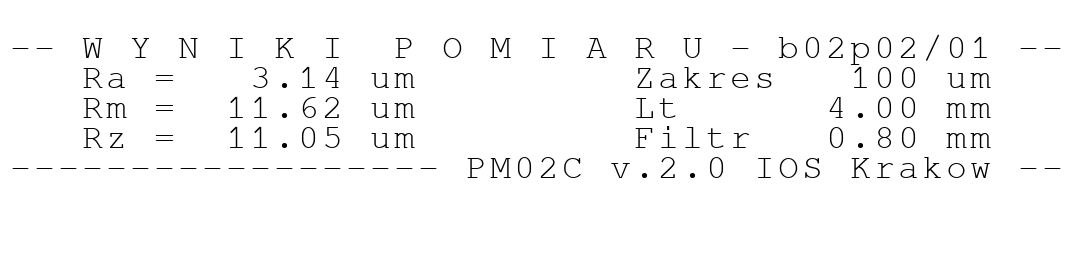 -- W Y N I K I  P O M I A R U - b02p02/01 --
Ra =   3.14 um         Zakres   100 um
Rm =  11.62 um         Lt      4.00 mm
Rz =  11.05 um         Filtr   0.80 mm
------------------ PM02C v.2.0 IOS Krakow --